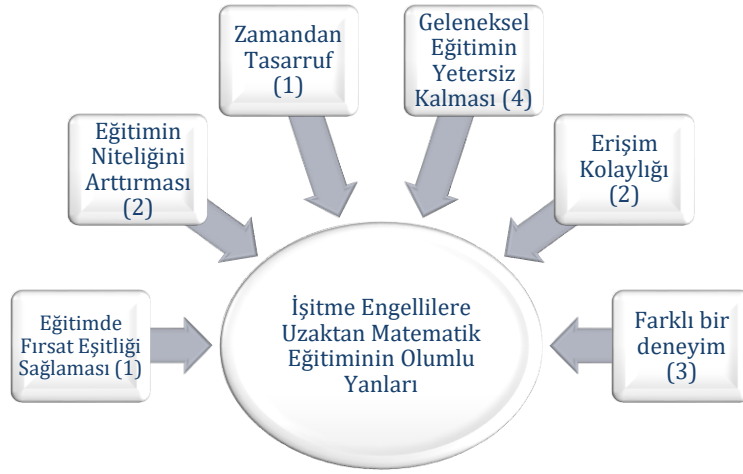 Zamandan
Tasarruf
(1)
Geleneksel
Eğitimin
Yetersiz
Kalması (4)
Eğitimin
Niteliğini
Arttırması
(2)
Erişim
Kolaylığı
(2)
Eğitimde
Fırsat Eşitliği
Sağlaması (1)
İşitme Engellilere
Uzaktan Matematik
Eğitiminin Olumlu
Yanları
Farklı bir
deneyim
(3)